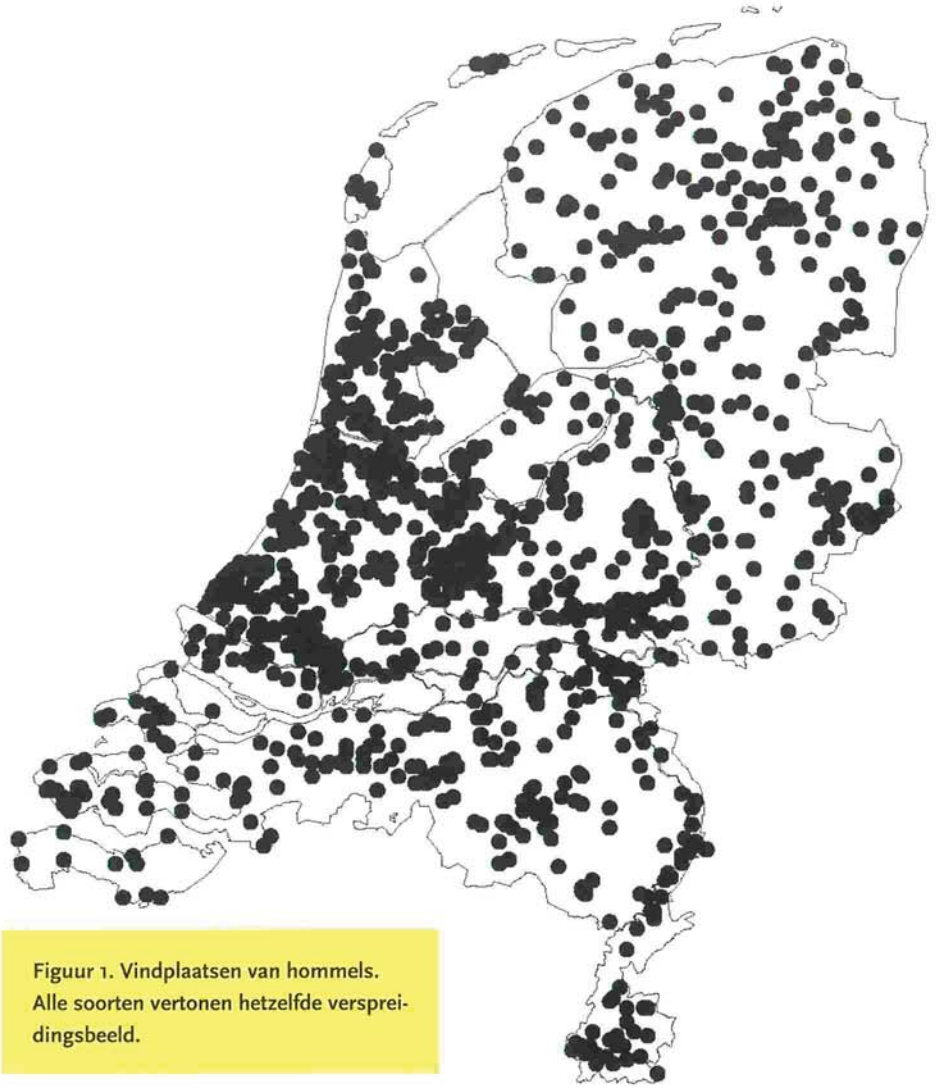 Figuur 1. Vindplaatsen van hommels.
Alle soorten vertonen hetzelfde versprei-
dingsbeeld.